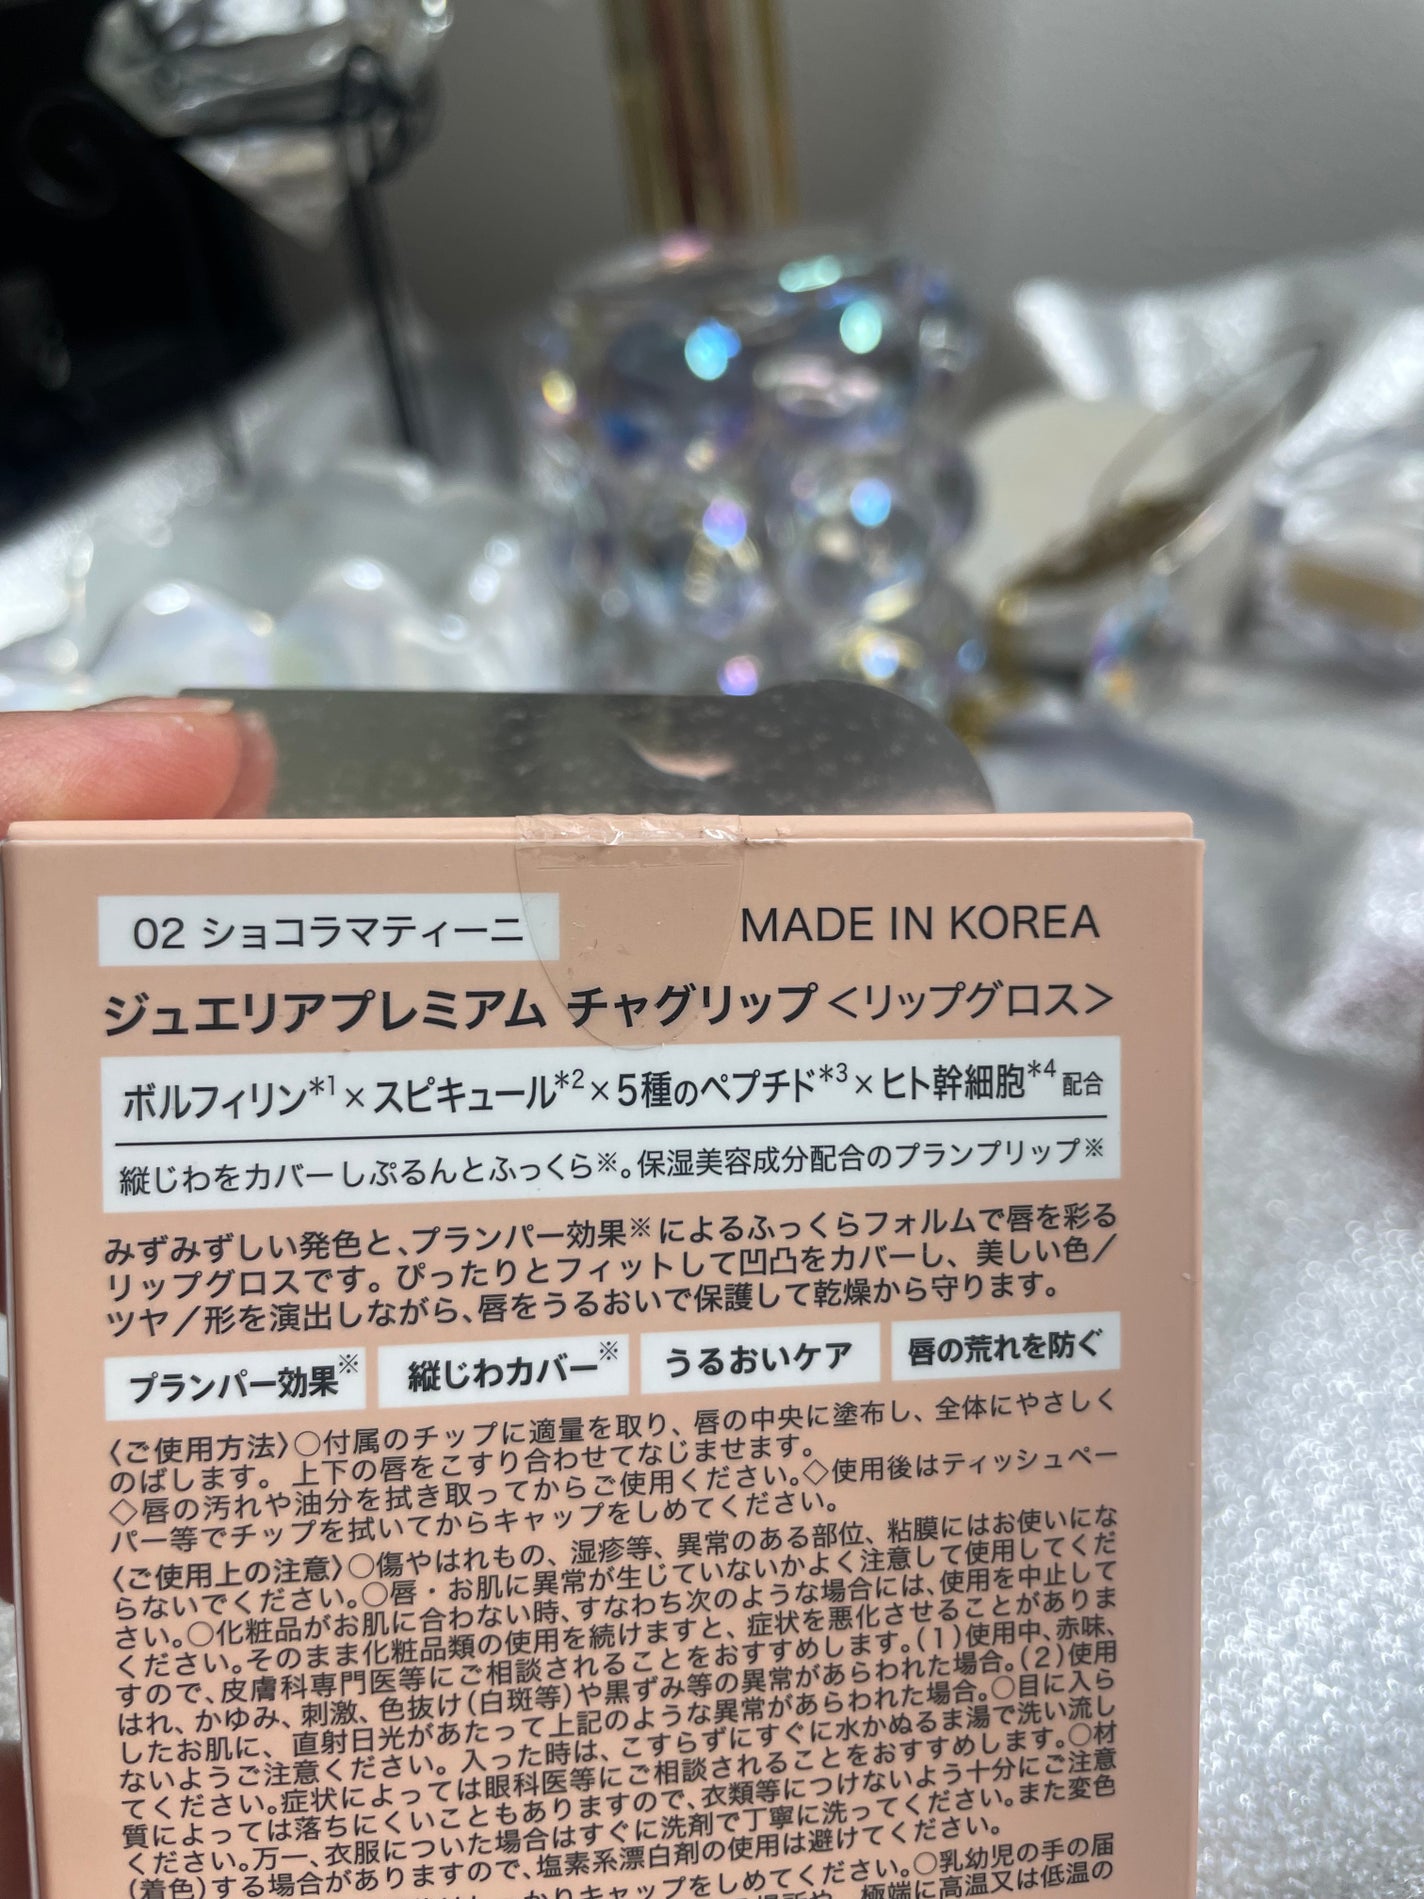 02 ショコラマティーニ
MADE IN KOREA
ジュエリアプレミアム チャグリップ<リップグロス>
ボルフィリン*1×スピキュール*2×5種のペプチド*3×ヒト幹細胞*4 配合
縦じわをカバーしぷるんとふっくら※。保湿美容成分配合のプランプリップ※
みずみずしい発色と、プランパー効果※によるふっくらフォルムで唇を彩る
リップグロスです。ぴったりとフィットして凹凸をカバーし、美しい色/
ツヤ/形を演出しながら、唇をうるおいで保護して乾燥から守ります。
プランパー効果※
縦じわカバー※
うるおいケア
唇の荒れを防ぐ
〈ご使用方法〉○付属のチップに適量を取り、唇の中央に塗布し、全体にやさしく
のばします。上下の唇をこすり合わせてなじませます。
◇唇の汚れや油分を拭き取ってからご使用ください。◇使用後はティッシュペー
パー等でチップを拭いてからキャップをしめてください。
〈ご使用上の注意〉○傷やはれもの、湿疹等、異常のある部位、粘膜にはお使いにな
らないでください。○唇・お肌に異常が生じていないかよく注意して使用してくだ
さい。○化粧品がお肌に合わない時、すなわち次のような場合には、使用を中止して
ください。そのまま化粧品類の使用を続けますと、症状を悪化させることがありま
すので、皮膚科専門医等にご相談されることをおすすめします。(1)使用中、赤味、
はれ、かゆみ、刺激、色抜け(白斑等)や黒ずみ等の異常があらわれた場合。(2)使用
したお肌に、直射日光があたって上記のような異常があらわれた場合。○目に入ら
ないようご注意ください。入った時は、こすらずにすぐに水かぬるま湯で洗い流し
てください。症状によっては眼科医等にご相談されることをおすすめします。○材
質によっては落ちにくいこともありますので、衣類等につけないよう十分にご注意
ください。万一、衣服についた場合はすぐに洗剤で丁寧に洗ってください。また変色
(着色)する場合がありますので、塩素系漂白剤の使用は避けてください。
かりキャップをしめてください。○乳幼児の手の届
極端に高温又は低温の